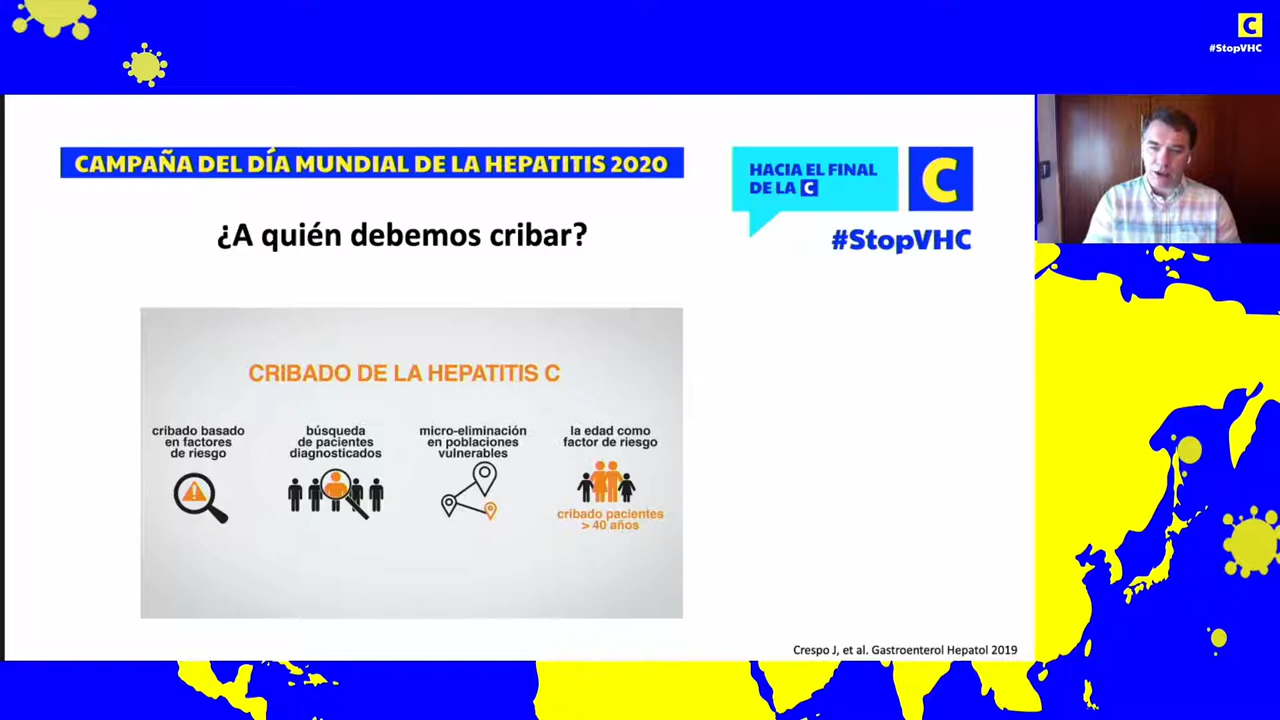 C
#StopVHC
CAMPAÑA DEL DÍA MUNDIAL DE LA HEPATITIS 2020
HACIA EL FINAL
DE LA C
C
#StopVHC
¿A quién debemos cribar?
CRIBADO DE LA HEPATITIS C
cribado basado
en factores
de riesgo
búsqueda
de pacientes
diagnosticados
micro-eliminación
en poblaciones
vulnerables
la edad como
factor de riesgo
cribado pacientes
> 40 años
Crespo J, et al. Gastroenterol Hepatol 2019